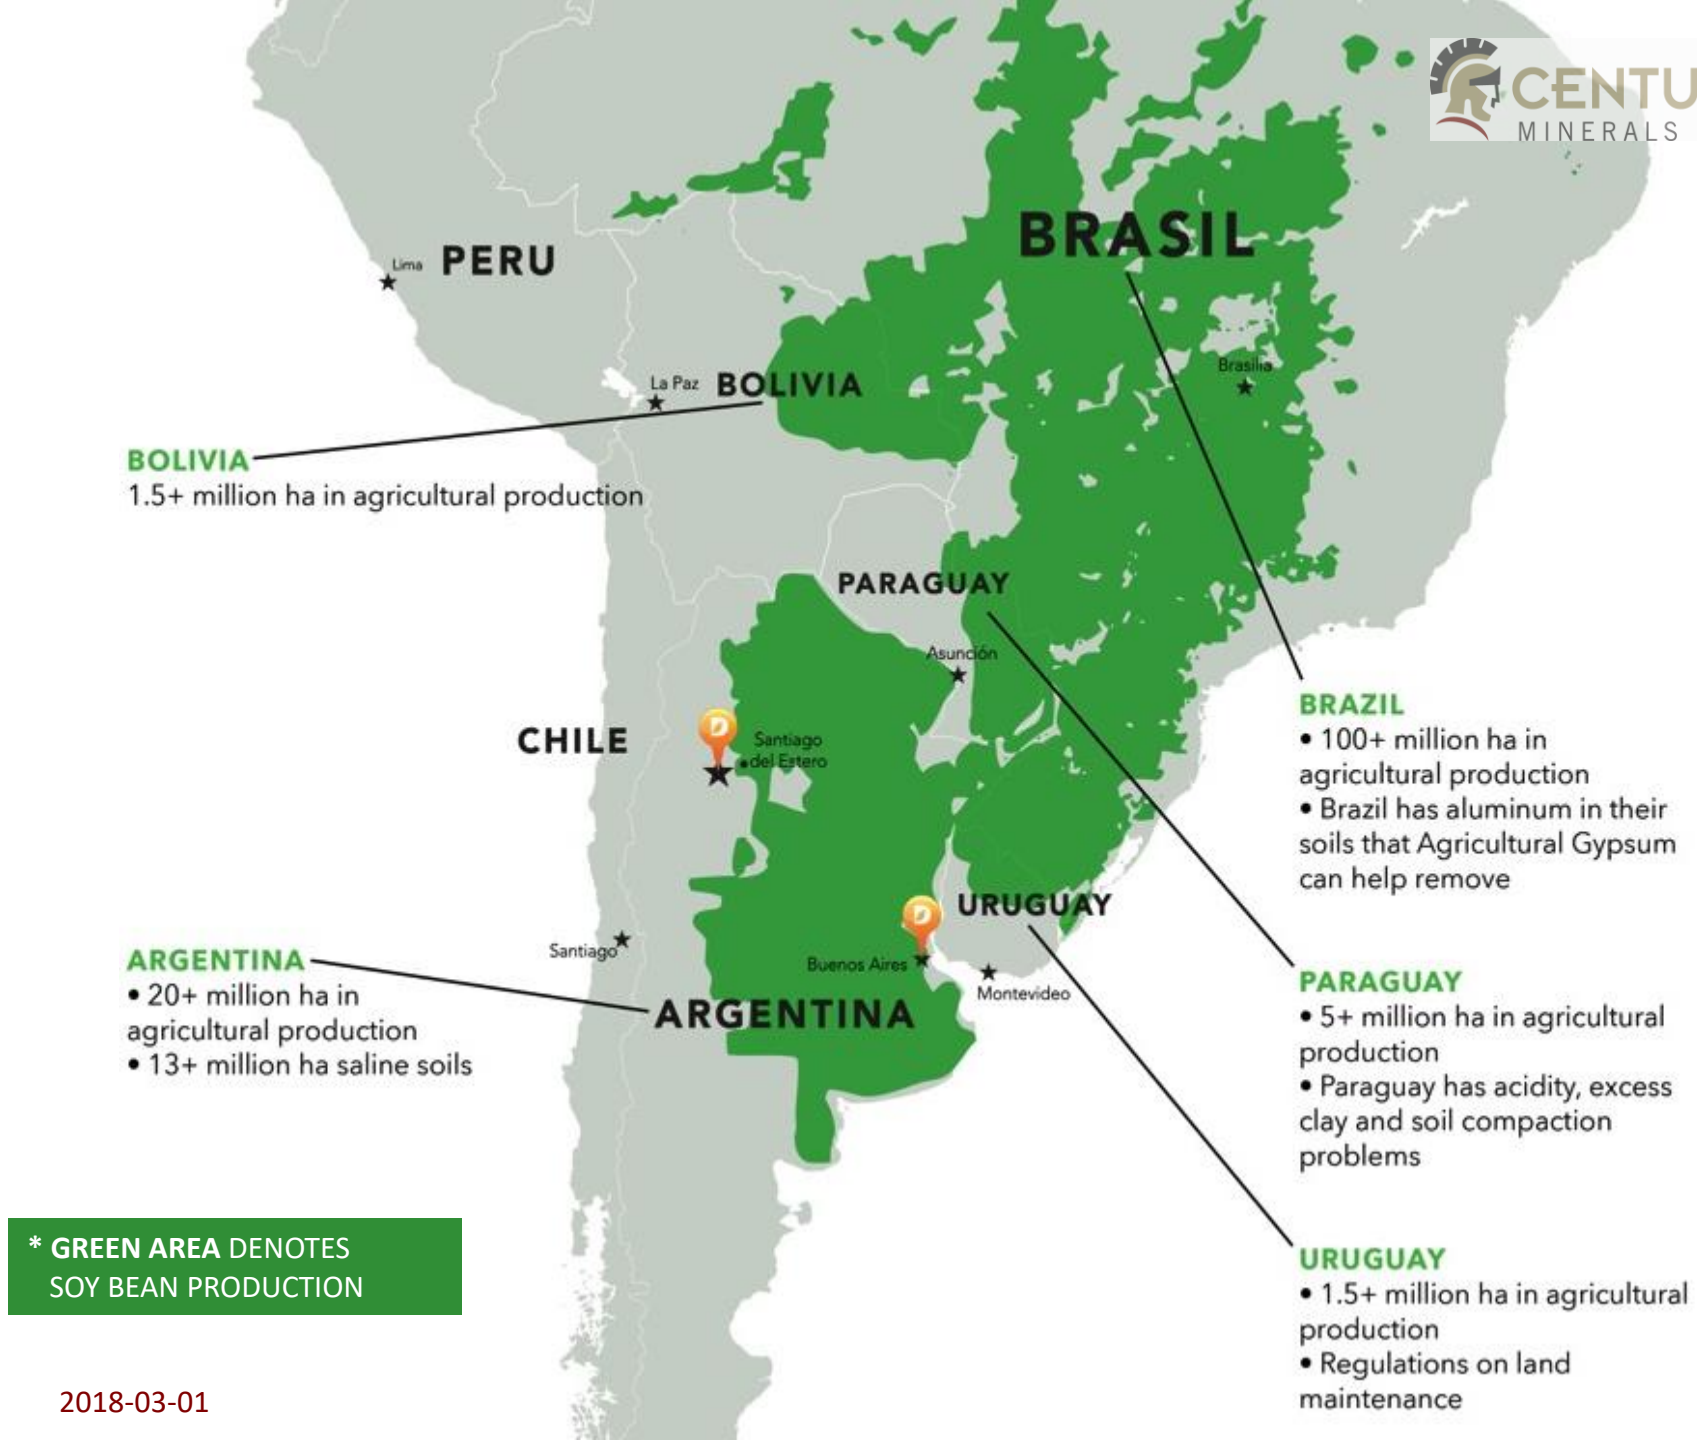 CENTU
MINERALS
BRASIL
Lima
PERU
Brasilia
La Paz
BOLIVIA
BOLIVIA
1.5+ million ha in agricultural production
PARAGUAY
Asunción
CHILE
Santiago
del Estero
BRAZIL
• 100+ million ha in
agricultural production
• Brazil has aluminum in their
soils that Agricultural Gypsum
can help remove
D
D
URUGUAY
Santiago
Buenos Aires
Montevideo
ARGENTINA
ARGENTINA
• 20+ million ha in
agricultural production
• 13+ million ha saline soils
PARAGUAY
• 5+ million ha in agricultural
production
• Paraguay has acidity, excess
clay and soil compaction
problems
* GREEN AREA DENOTES
SOY BEAN PRODUCTION
URUGUAY
• 1.5+ million ha in agricultural
production
• Regulations on land
maintenance
2018-03-01